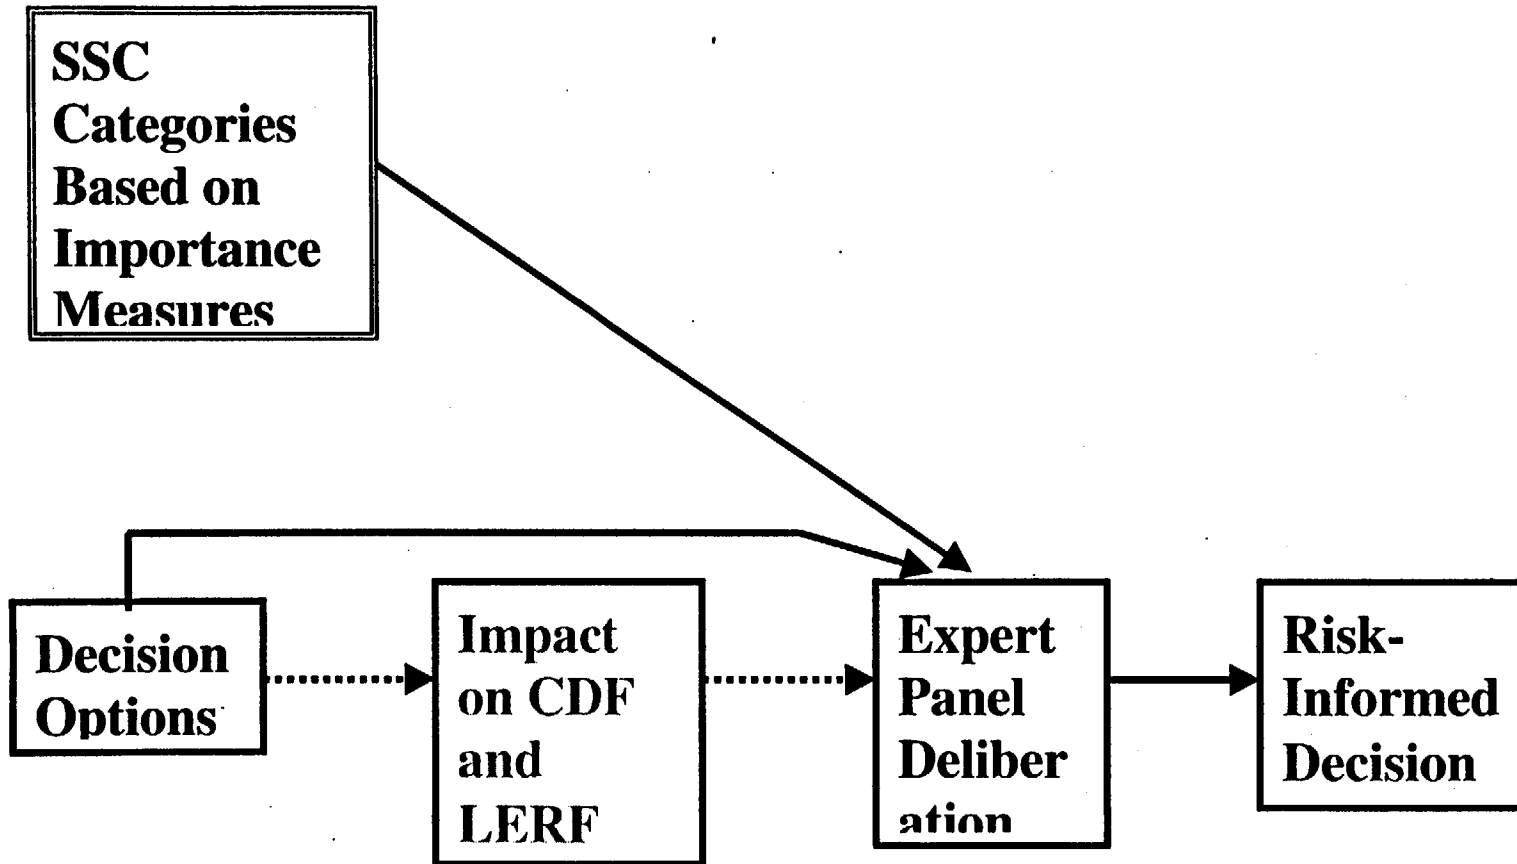 SSC
Categories
Based on
Importance
Measures
Decision
Options
Impact
on CDF
and
LERF
Expert
Panel
Deliber
ation
Risk-
Informed
Decision